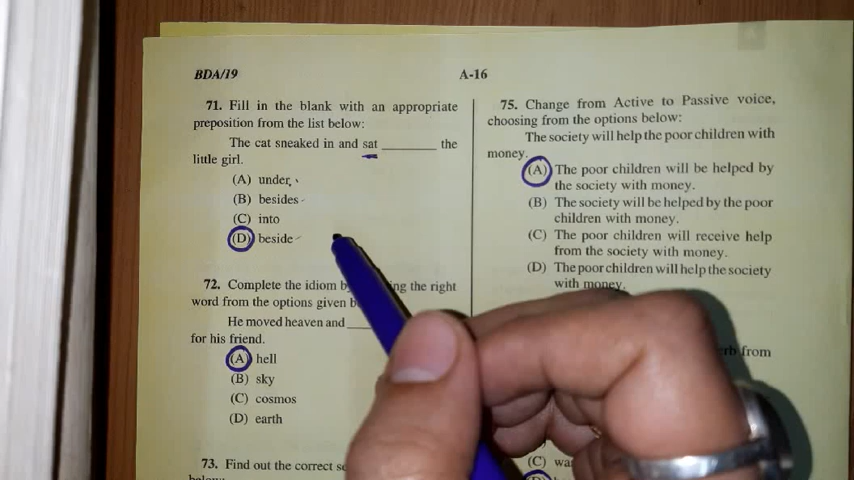 BDA/19
A-16
71. Fill in the blank with an appropriate
preposition from the list below:
The cat sneaked in and sat ________ the
little girl.
(A) under
(B) besides
(C) into
(D) beside
72. Complete the idiom ing the right
word from the options given
He moved heaven and
for his friend.
(A) hell
(B) sky
(C) cosmos
(D) earth
73. Find out the correct
75. Change from Active to Passive voice,
choosing from the options below:
The society will help the poor children with
money.
(A) The poor children will be helped by
the society with money.
(B) The society will be helped by the poor
children with money.
(C) The poor children will receive help
from the society with money.
(D) The poor children will help the society
with money.
from
(C)